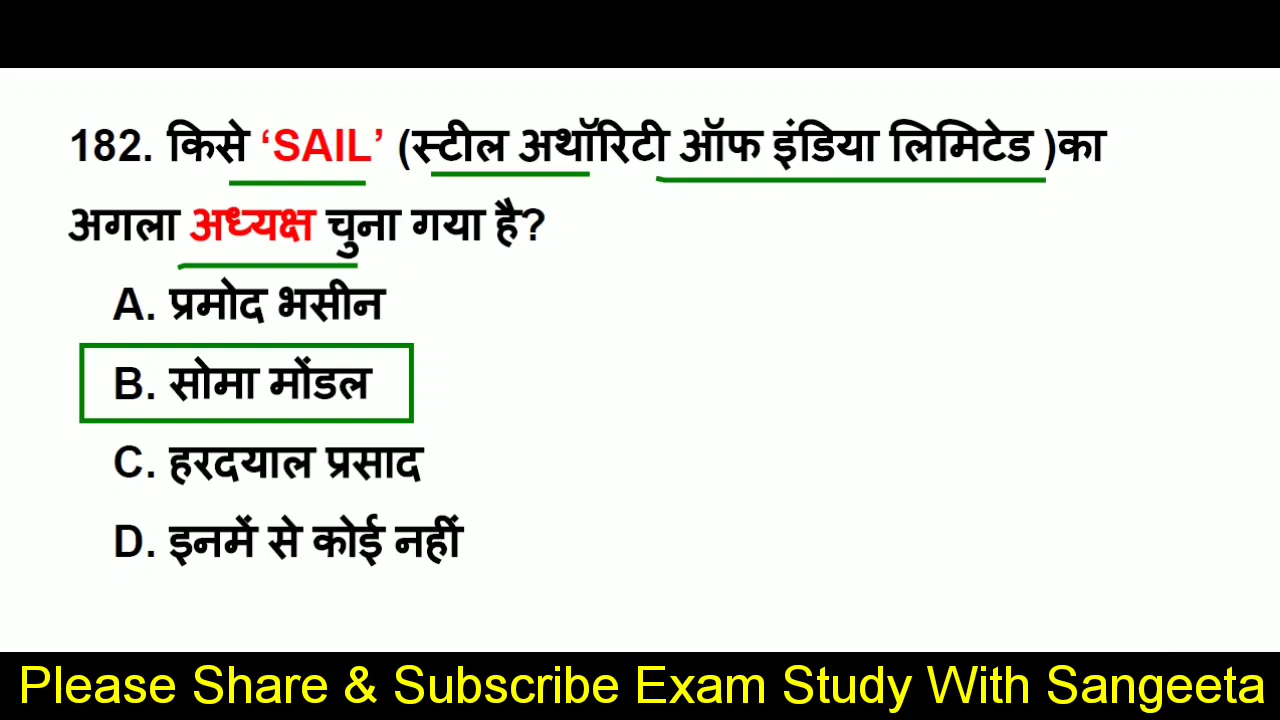 182. किसे ‘SAIL’ (स्टील अथॉरिटी ऑफ इंडिया लिमिटेड )का
अगला अध्यक्ष चुना गया है?
A. प्रमोद भसीन
B. सोमा मोंडल
C. हरदयाल प्रसाद
D. इनमें से कोई नहीं
Please Share & Subscribe Exam Study With Sangeeta